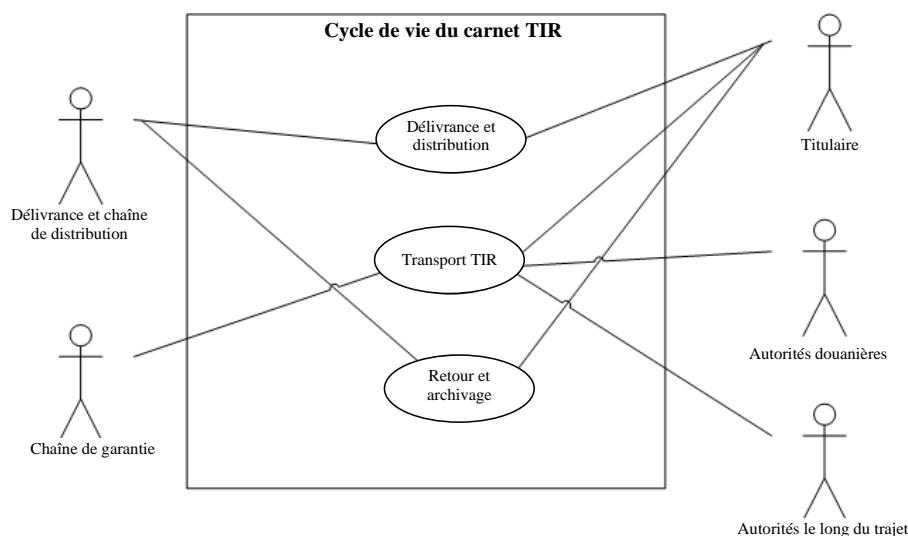 Cycle de vie du carnet TIR
Délivrance et
distribution
Titulaire
Délivrance et chaîne
de distribution
Transport TIR
Autorités douanières
Retour et
archivage
Chaîne de garantie
Autorités le long du trajet